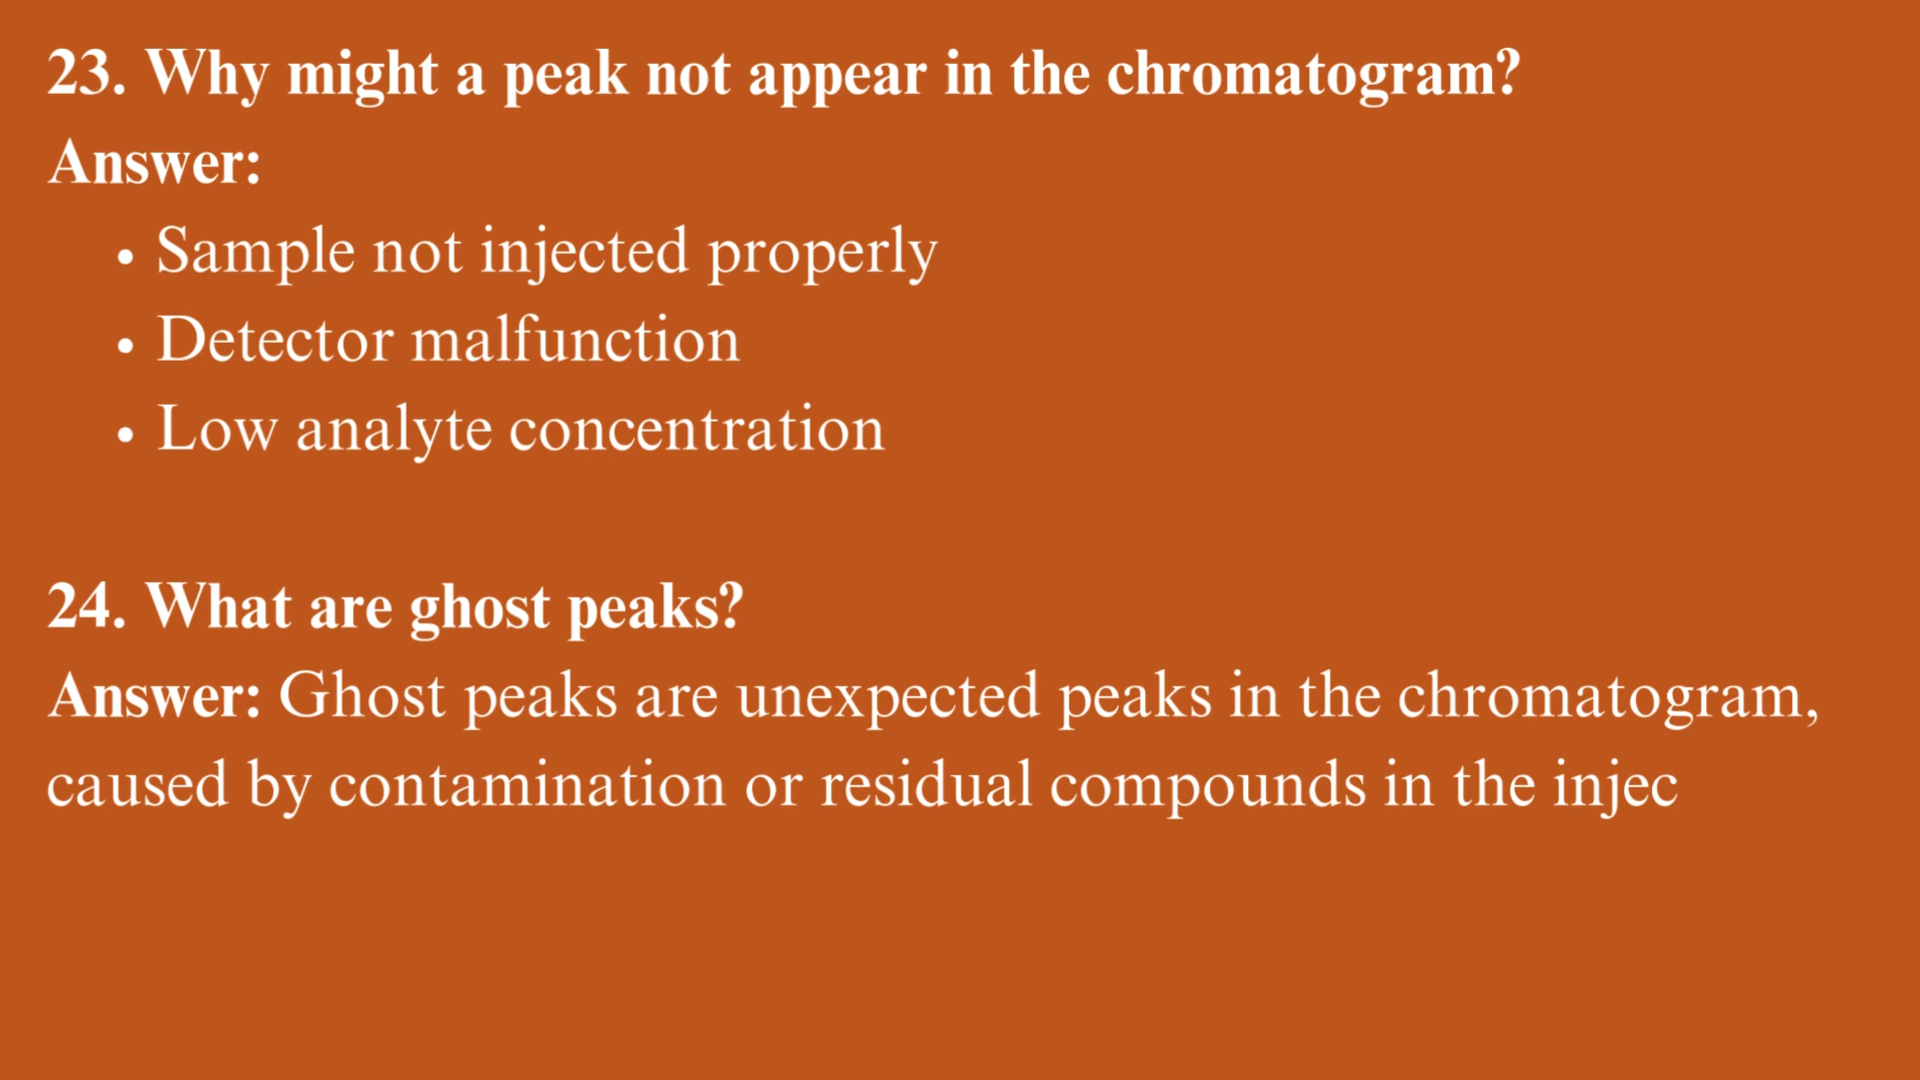 23. Why might a peak not appear in the chromatogram?
Answer:
• Sample not injected properly
• Detector malfunction
• Low analyte concentration
24. What are ghost peaks?
Answer: Ghost peaks are unexpected peaks in the chromatogram,
caused by contamination or residual compounds in the injec